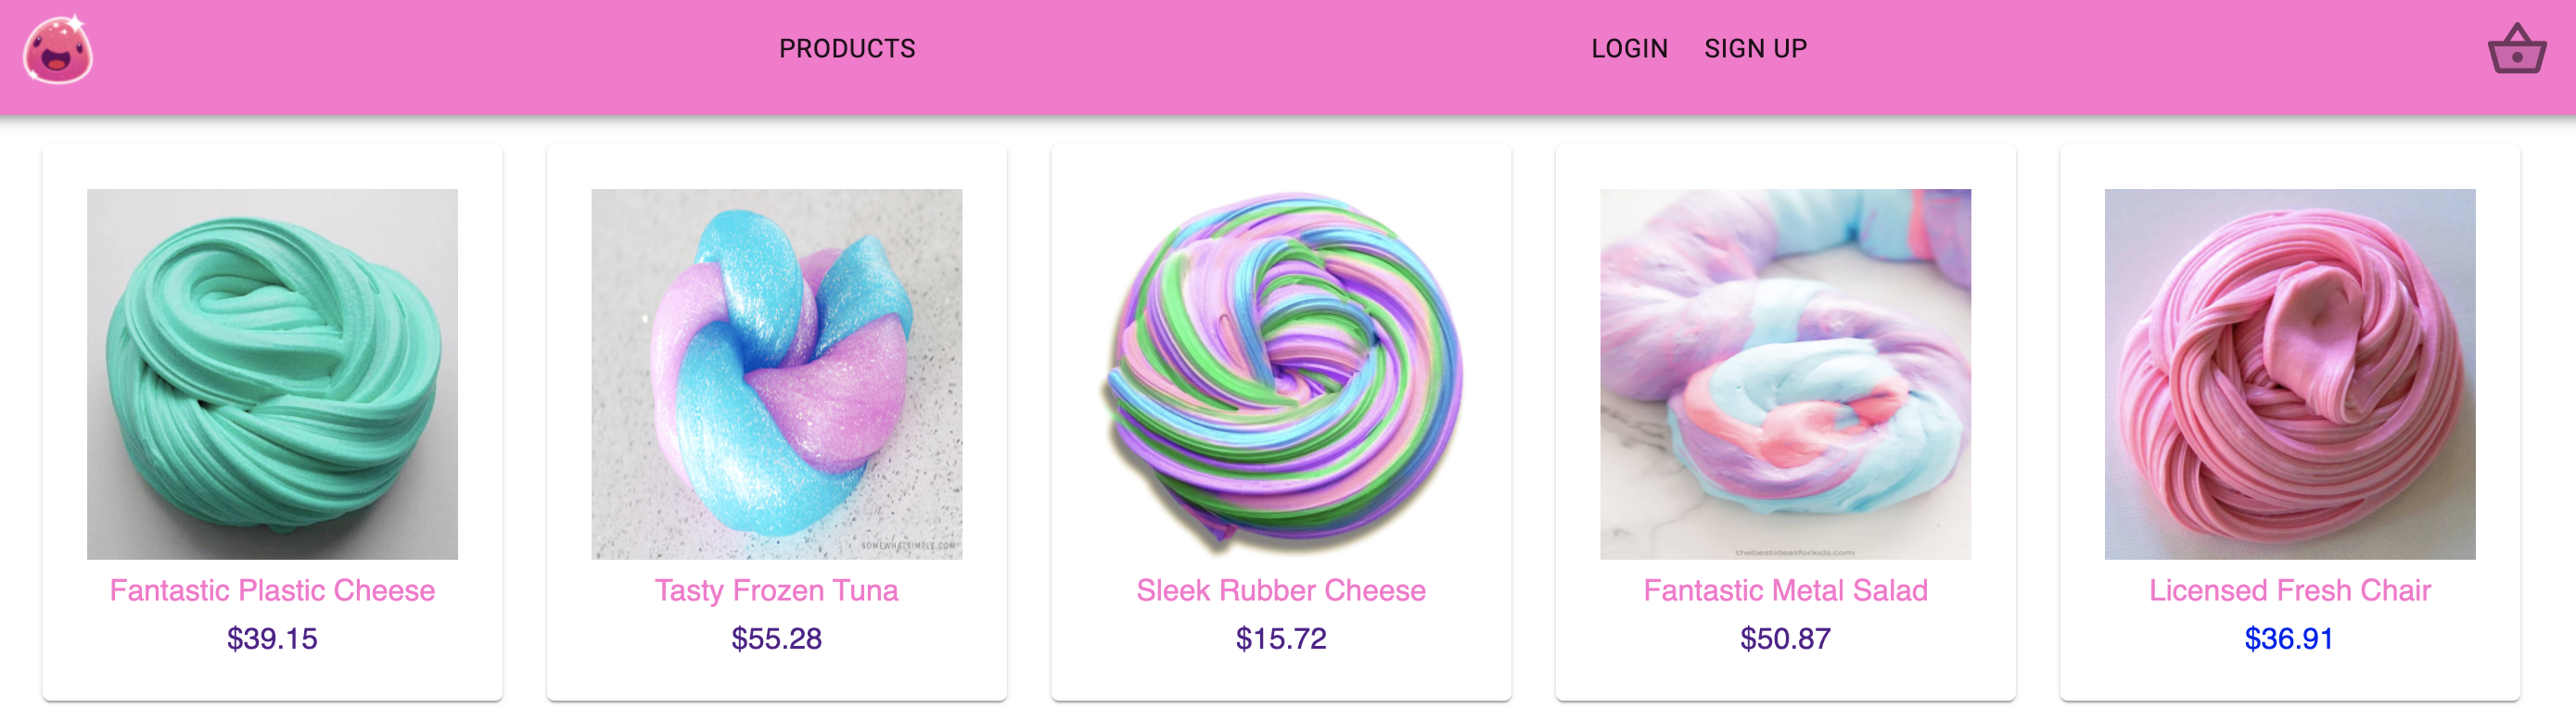 PRODUCTS
LOGIN
SIGN UP
SOMEWHATSIMPLE.COM
thebestideasforkids.com
Fantastic Plastic Cheese
Tasty Frozen Tuna
Sleek Rubber Cheese
Fantastic Metal Salad
Licensed Fresh Chair
$39.15
$55.28
$15.72
$50.87
$36.91